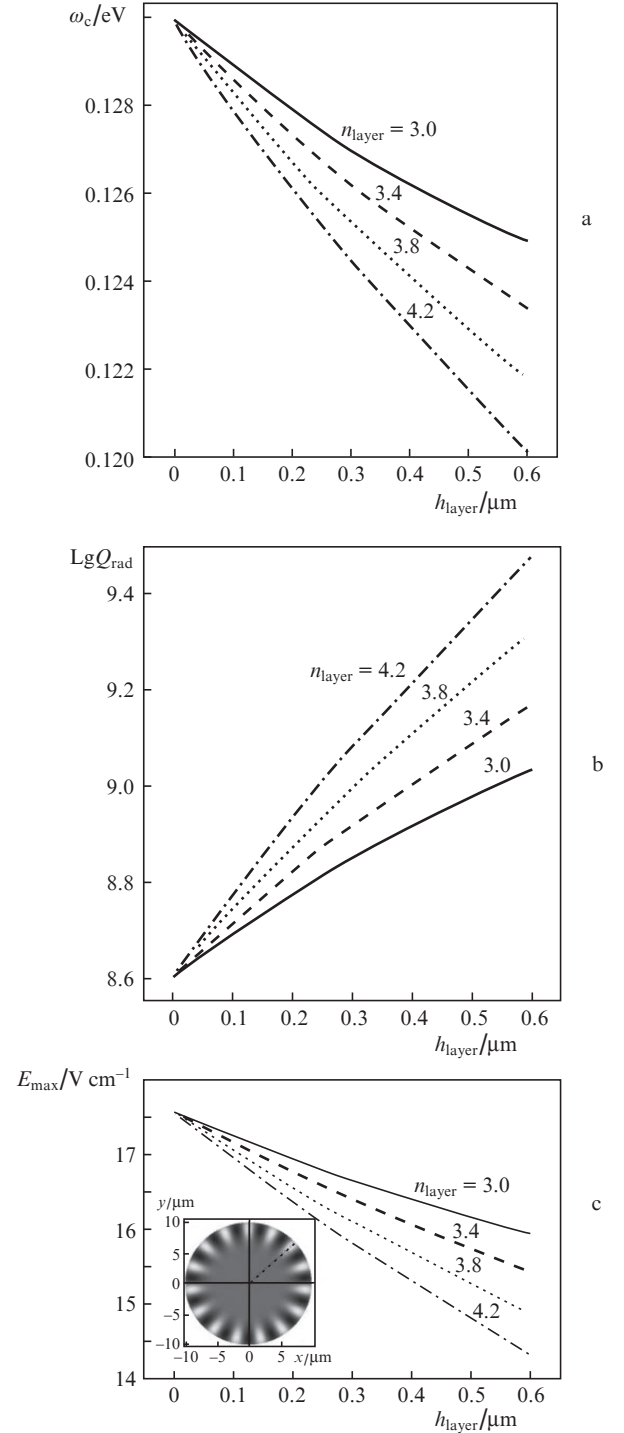 ω_c/eV
0.128
0.126
0.124
0.122
0.120
n_layer = 3.0
3.4
3.8
4.2
a
0 0.1 0.2 0.3 0.4 0.5 0.6
h_layer/μm
LgQ_rad
9.4
9.2
9.0
8.8
8.6
n_layer = 4.2
3.8
3.4
3.0
b
0 0.1 0.2 0.3 0.4 0.5 0.6
h_layer/μm
E_max/V cm⁻¹
17
16
15
14
n_layer = 3.0
3.4
3.8
4.2
c
y/μm
10
5
0
−5
−10
−10 −5 0 5 x/μm
0 0.1 0.2 0.3 0.4 0.5 0.6
h_layer/μm